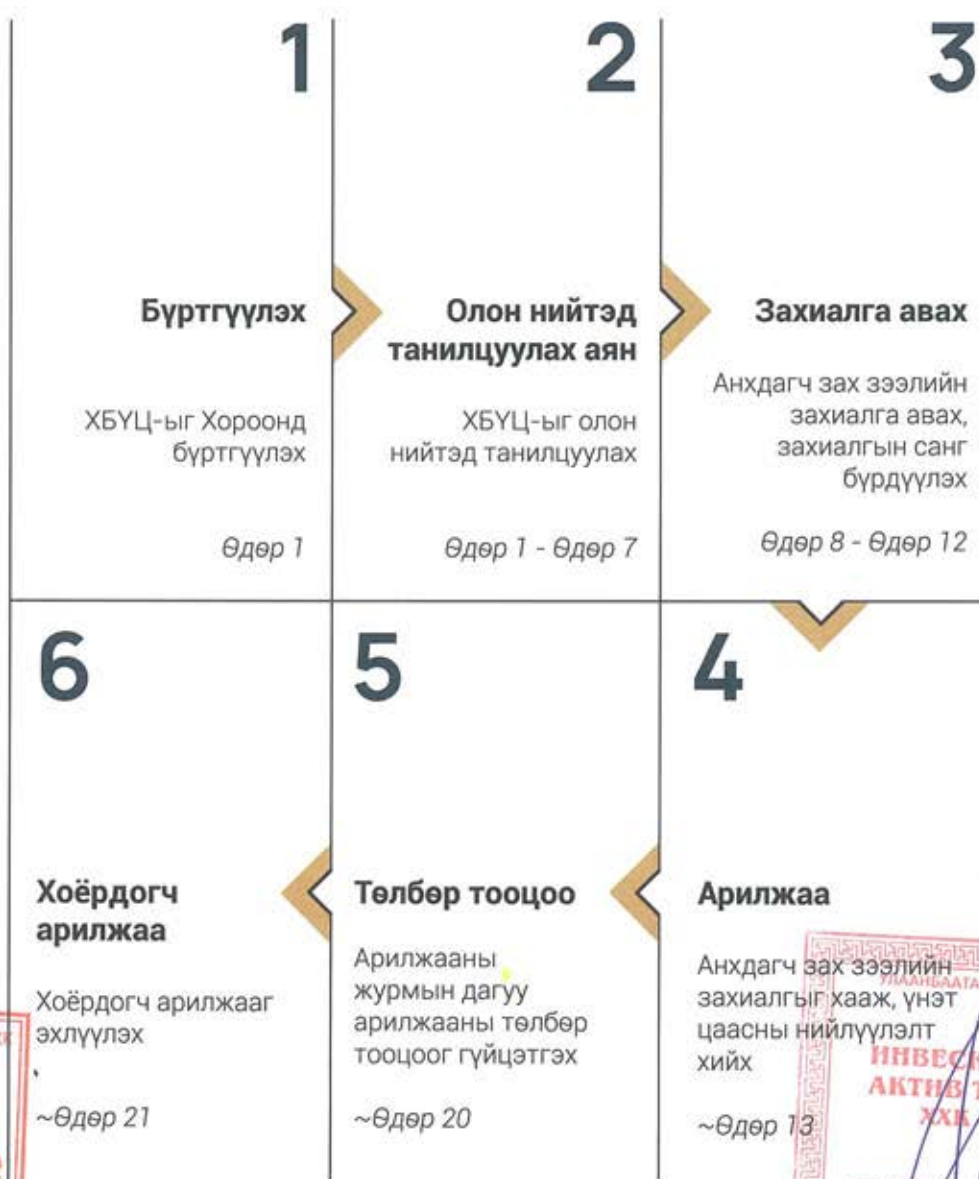 1
Бүртгүүлэх
ХБҮЦ-ыг Хороонд
бүртгүүлэх
Өдөр 1
2
Олон нийтэд
танилцуулах аян
ХБҮЦ-ыг олон
нийтэд танилцуулах
Өдөр 1 - Өдөр 7
3
Захиалга авах
Анхдагч зах зээлийн
захиалга авах,
захиалгын санг
бүрдүүлэх
Өдөр 8 - Өдөр 12
4
Арилжаа
Анхдагч зах зээлийн
захиалгыг хааж, үнэт
цаасны нийлүүлэлт
хийх
~Өдөр 13
5
Төлбөр тооцоо
Арилжааны
журмын дагуу
арилжааны төлбөр
тооцоог гүйцэтгэх
~Өдөр 20
6
Хоёрдогч
арилжаа
Хоёрдогч арилжааг
эхлүүлэх
~Өдөр 21
АКТИВ
ХХК